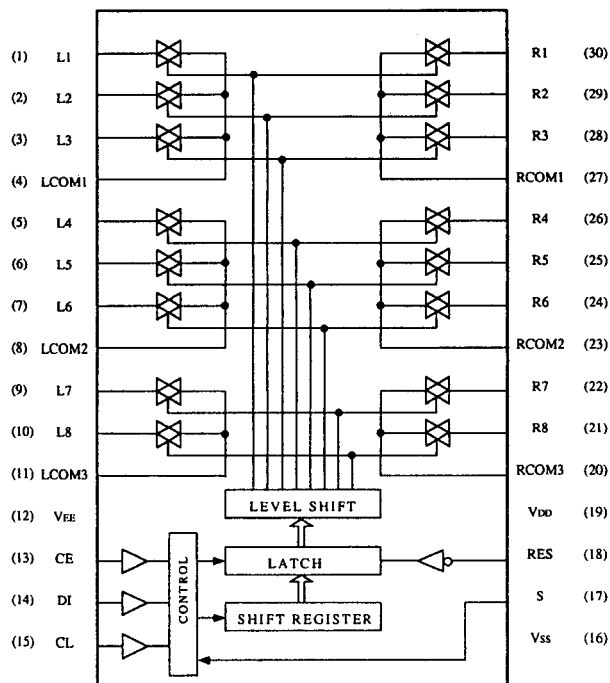 (1) L1 R1 (30)
(2) L2 R2 (29)
(3) L3 R3 (28)
(4) LCOM1 RCOM1 (27)
(5) L4 R4 (26)
(6) L5 R5 (25)
(7) L6 R6 (24)
(8) LCOM2 RCOM2 (23)
(9) L7 R7 (22)
(10) L8 R8 (21)
(11) LCOM3 RCOM3 (20)
LEVEL SHIFT
(12) VEE VDD (19)
(13) CE LATCH RES (18)
CONTROL
(14) DI SHIFT REGISTER S (17)
(15) CL VSS (16)